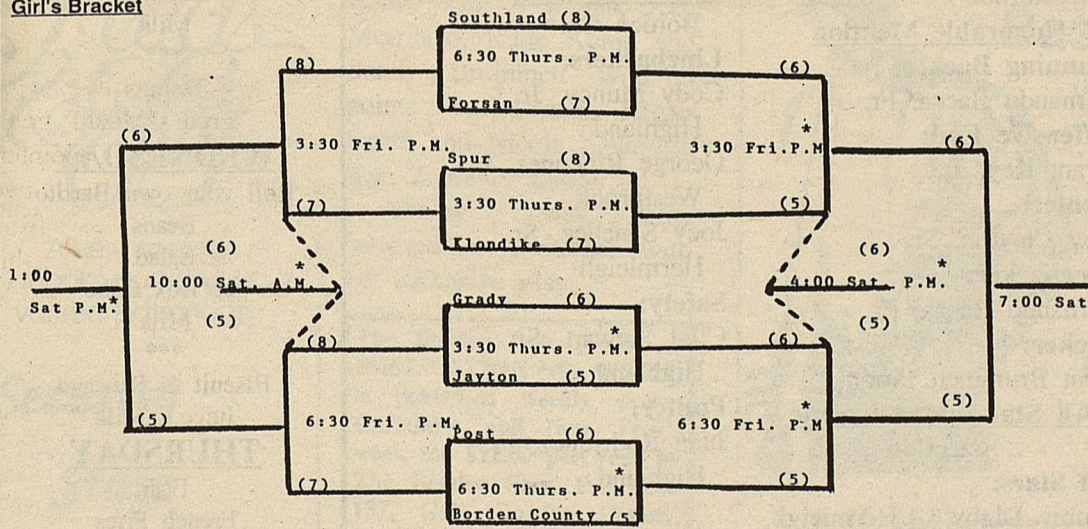 Girl's Bracket
Southland (8)
6:30 Thurs. P.M.
Forsan (7)
(8)
(6)
(6)
3:30 Fri. P.M.
*
3:30 Fri.P.M
(6)
Spur (8)
3:30 Thurs. P.M.
Klondike (7)
(7)
(5)
1:00
Sat P.M.*
(6)
10:00 Sat. A.M.*
(5)
(6)
4:00 Sat. P.M.*
(5)
7:00 Sat
Grady (6)
*
3:30 Thurs. P.M.
Jayton (5)
(8)
(6)
(5)
6:30 Fri. P.M.
*
6:30 Fri. P.M
(5)
Post (6)
*
6:30 Thurs. P.M.
Borden County (5)
(7)
(5)
THURSDAY